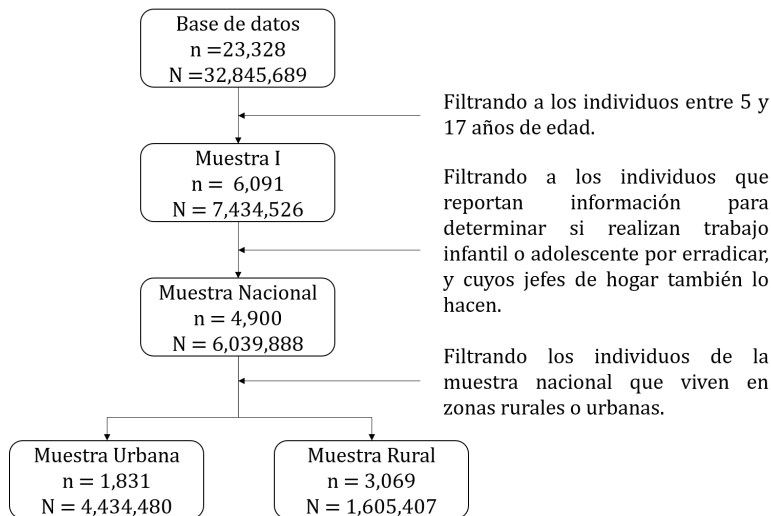 Base de datos
n =23,328
N =32,845,689
Filtrando a los individuos entre 5 y
17 años de edad.
Muestra I
n = 6,091
N = 7,434,526
Filtrando a los individuos que
reportan información para
determinar si realizan trabajo
infantil o adolescente por erradicar,
y cuyos jefes de hogar también lo
hacen.
Muestra Nacional
n = 4,900
N = 6,039,888
Filtrando los individuos de la
muestra nacional que viven en
zonas rurales o urbanas.
Muestra Urbana
n = 1,831
N = 4,434,480
Muestra Rural
n = 3,069
N = 1,605,407